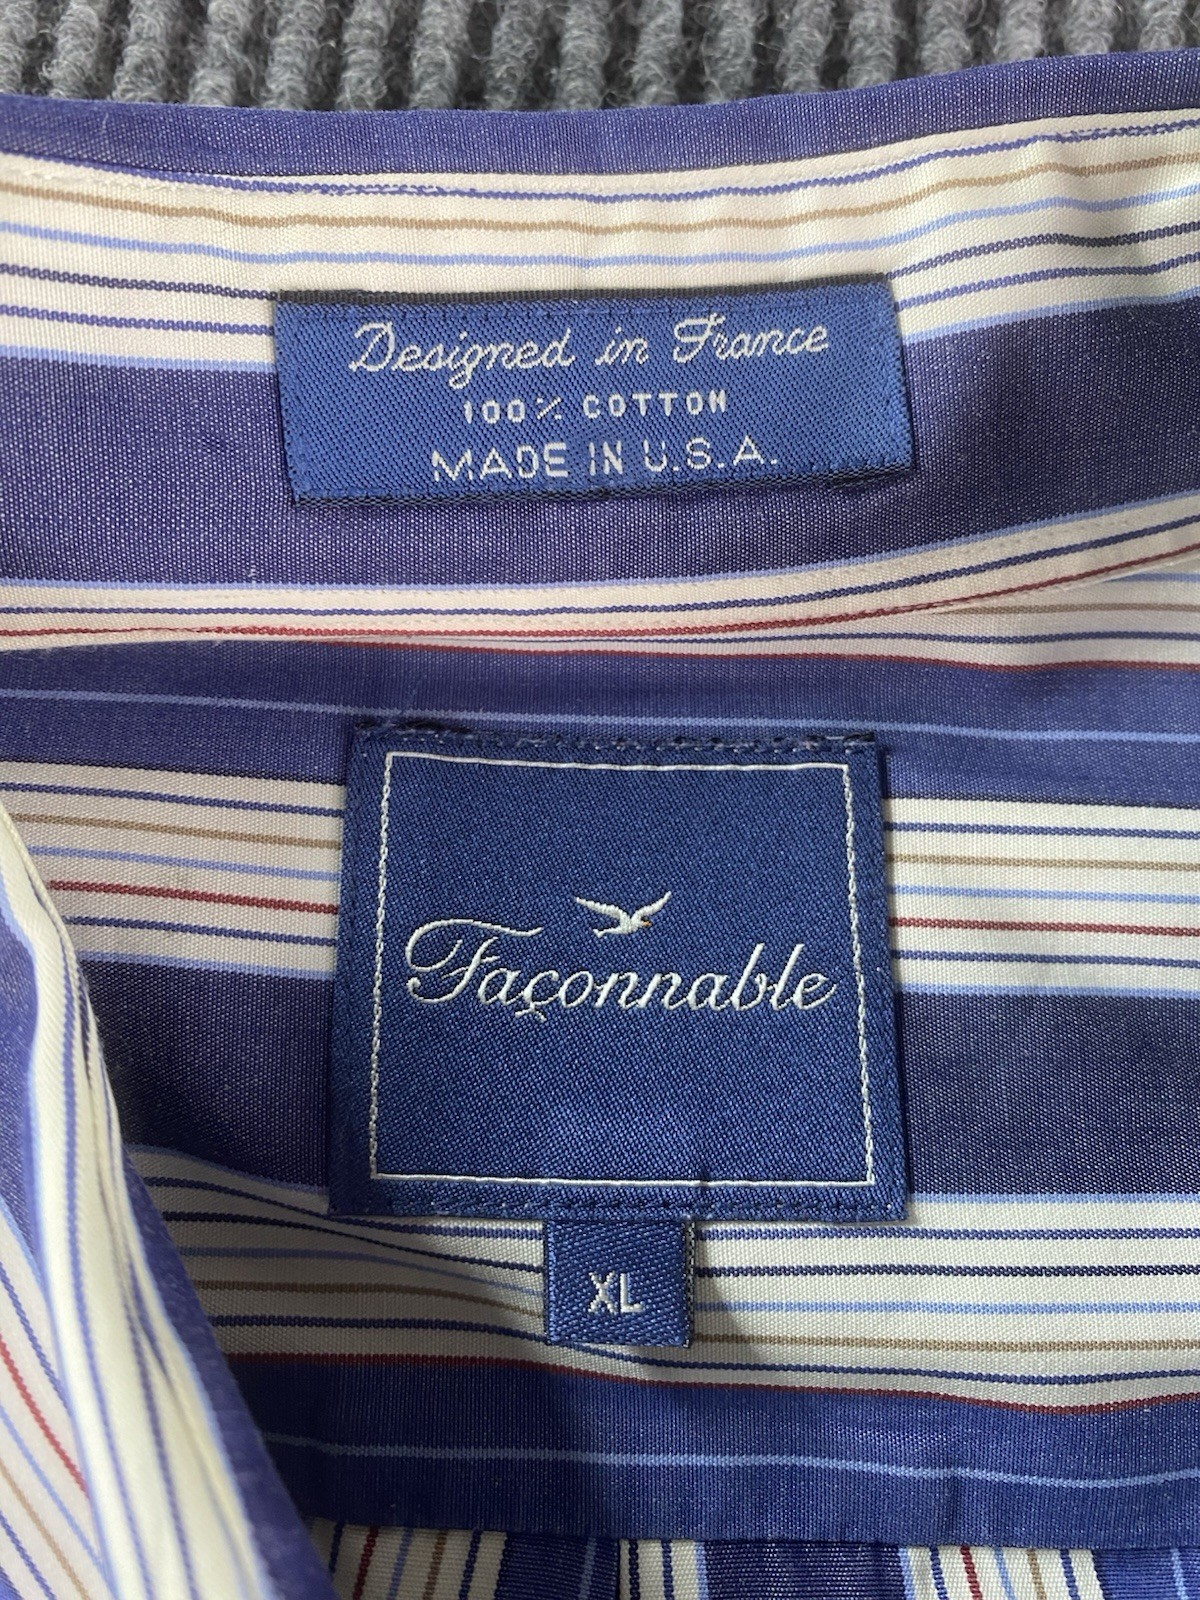 Designed in France
100% COTTON
MADE IN U.S.A.
Façonnable
XL